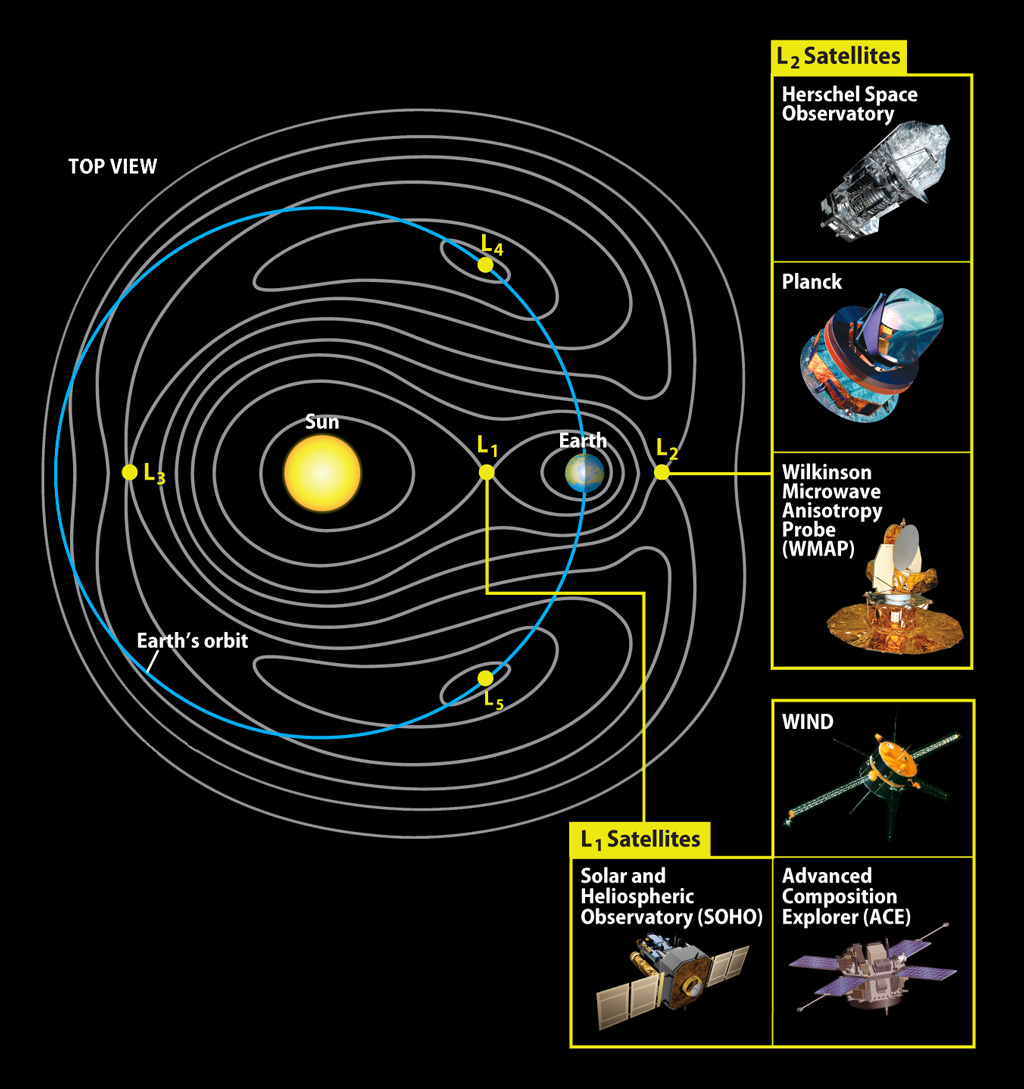 L2 Satellites
Herschel Space
Observatory
TOP VIEW
L4
Planck
Sun
L1
Earth
L2
L3
Wilkinson
Microwave
Anisotropy
Probe
(WMAP)
Earth's orbit
L5
WIND
L1 Satellites
Solar and
Heliospheric
Observatory (SOHO)
Advanced
Composition
Explorer (ACE)